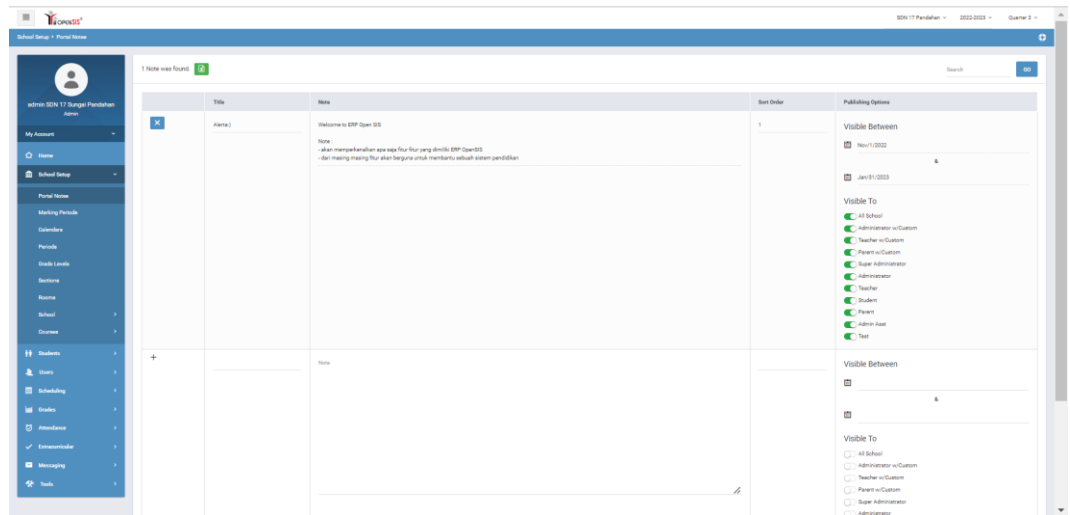 OPENSIS
SDN 17 Pendahan
2022-2023
Quarter 3
School Setup > Portal Notes
admin SDN 17 Sungai Pandahan
Admin
My Account
Home
School Setup
Portal Notes
Marking Periods
Calendars
Periods
Grade Levels
Sections
Rooms
School
Courses
Students
Users
Scheduling
Grades
Attendance
Extracurricular
Messaging
Tools
1 Note was found.
Search
GO
Title
Note
Sort Order
Publishing Options
Welcome to ERP Open SIS
Note :
- akan memperkenalkan apa saja fitur-fitur yang dimiliki ERP OpenSIS
- dari masing masing fitur akan berguna untuk membantu sebuah sistem pendidikan
1
Visible Between
Nov/1/2022
&
Jan/31/2023
Visible To
All School
Administrator w/Custom
Teacher w/Custom
Parent w/Custom
Super Administrator
Administrator
Teacher
Student
Parent
Admin Aset
Test
Note
Visible Between
&
Visible To
All School
Administrator w/Custom
Teacher w/Custom
Parent w/Custom
Super Administrator
Administrator